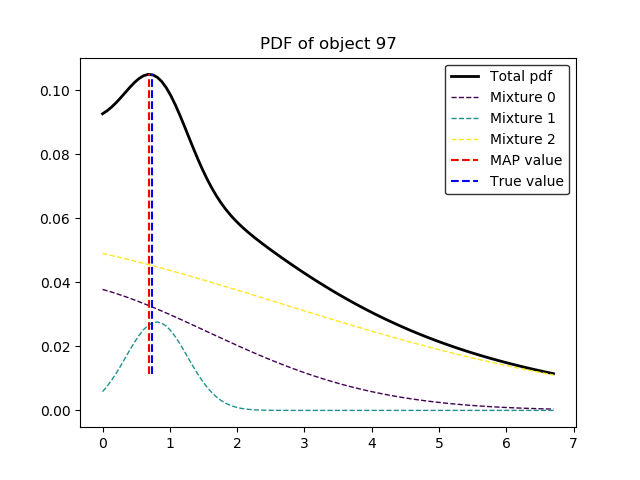 PDF of object 97
Total pdf
Mixture 0
Mixture 1
Mixture 2
MAP value
True value
0.10
0.08
0.06
0.04
0.02
0.00
0 1 2 3 4 5 6 7